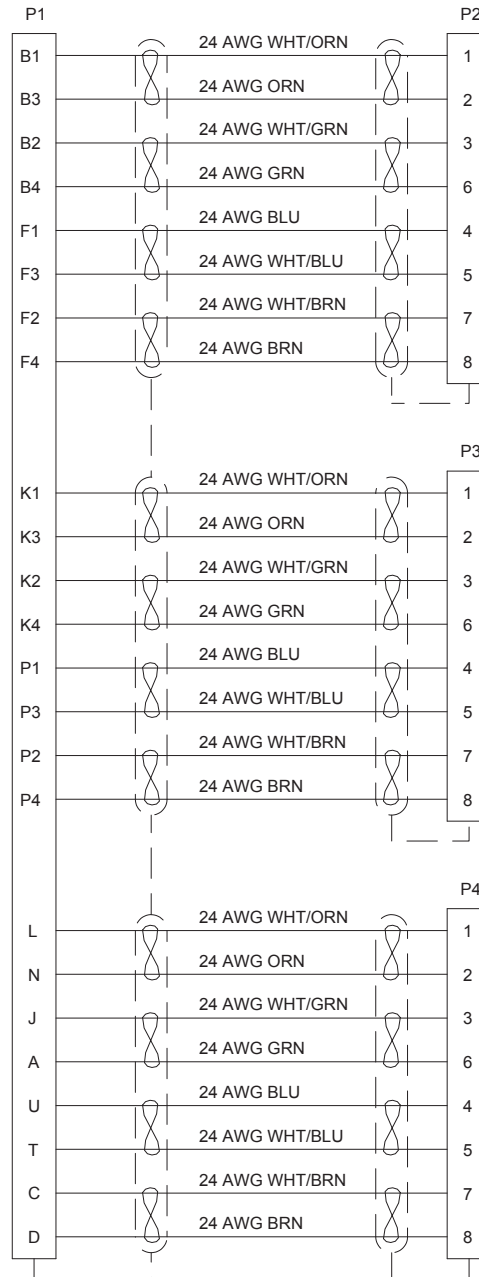 P1 P2
B1 24 AWG WHT/ORN 1
B3 24 AWG ORN 2
B2 24 AWG WHT/GRN 3
B4 24 AWG GRN 6
F1 24 AWG BLU 4
F3 24 AWG WHT/BLU 5
F2 24 AWG WHT/BRN 7
F4 24 AWG BRN 8
P3
K1 24 AWG WHT/ORN 1
K3 24 AWG ORN 2
K2 24 AWG WHT/GRN 3
K4 24 AWG GRN 6
P1 24 AWG BLU 4
P3 24 AWG WHT/BLU 5
P2 24 AWG WHT/BRN 7
P4 24 AWG BRN 8
P4
L 24 AWG WHT/ORN 1
N 24 AWG ORN 2
J 24 AWG WHT/GRN 3
A 24 AWG GRN 6
U 24 AWG BLU 4
T 24 AWG WHT/BLU 5
C 24 AWG WHT/BRN 7
D 24 AWG BRN 8